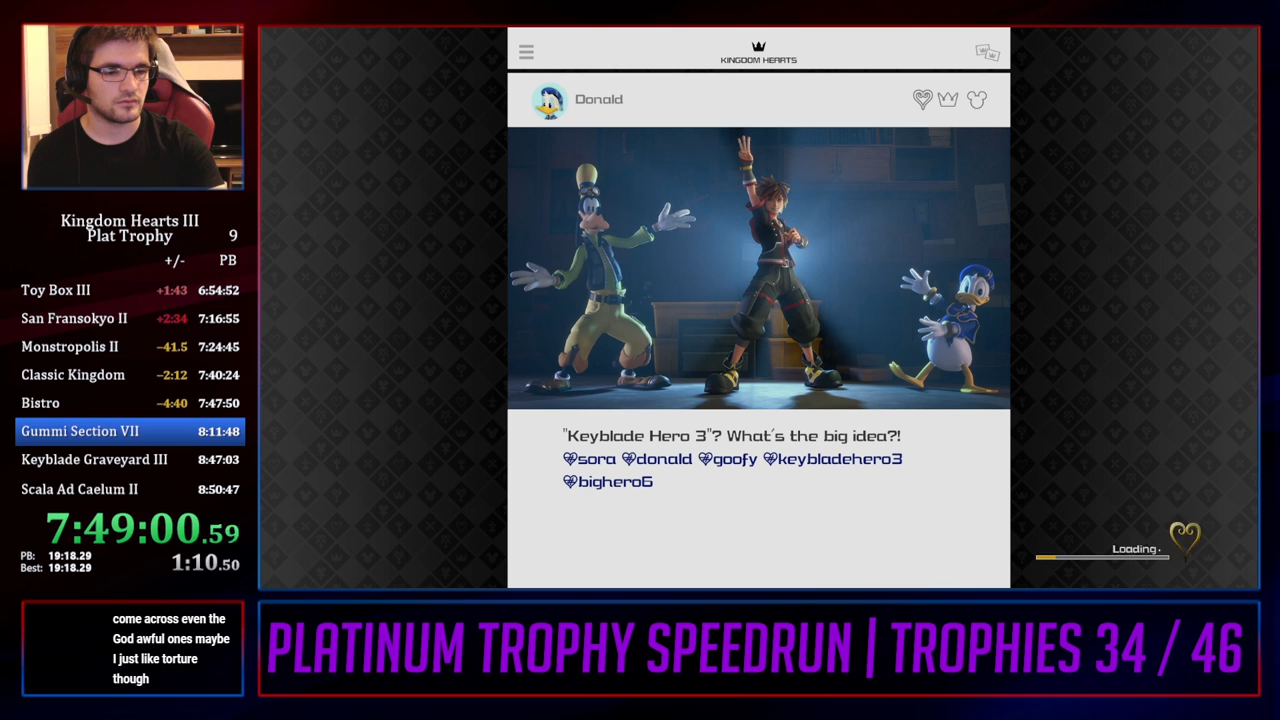 KINGDOM HEARTS
Donald
"Keyblade Hero 3"? What's the big idea?!
sora donald goofy keybladehero3
bighero6
Loading.
Kingdom Hearts III
Plat Trophy 9
+/- PB
Toy Box III +1:43 6:54:52
San Fransokyo II +2:34 7:16:55
Monstropolis II −41.5 7:24:45
Classic Kingdom −2:12 7:40:24
Bistro −4:40 7:47:50
Gummi Section VII 8:11:48
Keyblade Graveyard III 8:47:03
Scala Ad Caelum II 8:50:47
7:49:00.59
PB: 19:18.29
Best: 19:18.29
1:10.50
come across even the
God awful ones maybe
I just like torture
though
PLATINUM TROPHY SPEEDRUN | TROPHIES 34 / 46